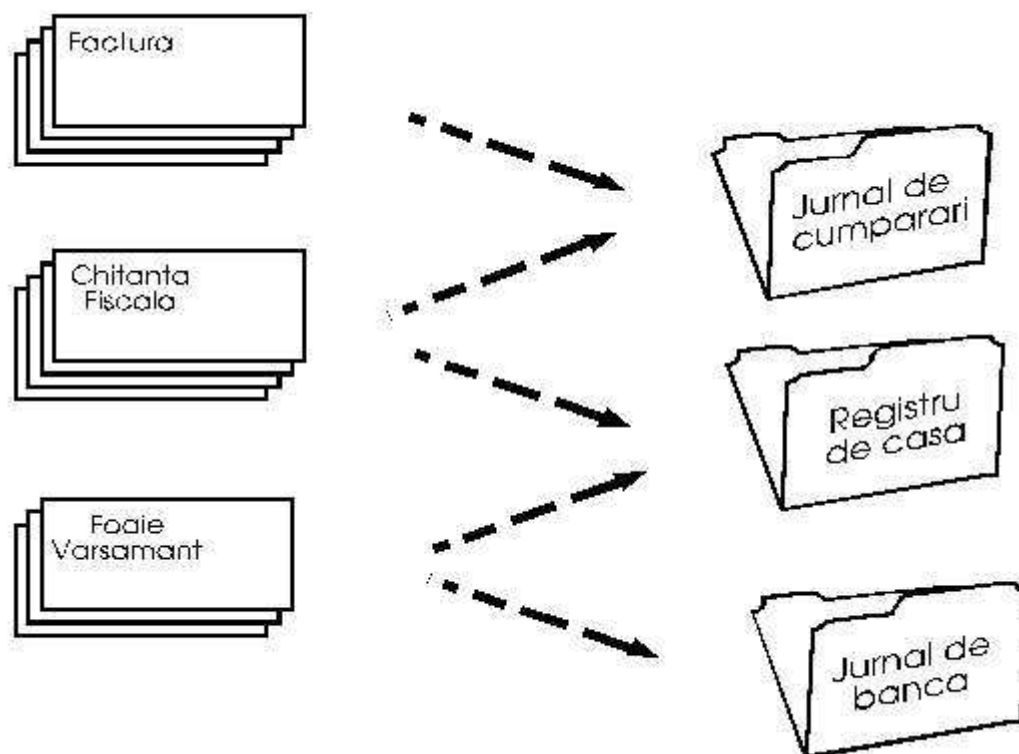 Factura
Jurnal de
cumparari
Chitanta
Fiscala
Registru
de casa
Foaie
Varsamant
Jurnal de
banca